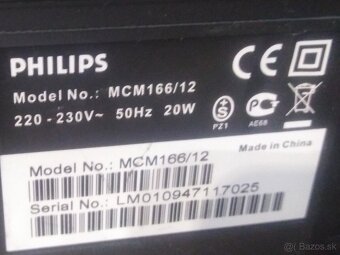 PHILIPS
Model No.: MCM166/12
220 - 230V~ 50Hz 20W
CE
S
PZ1
AE68
Made in China
Model No.: MCM166/12
Serial No.: LM010947117025
Bazos.sk